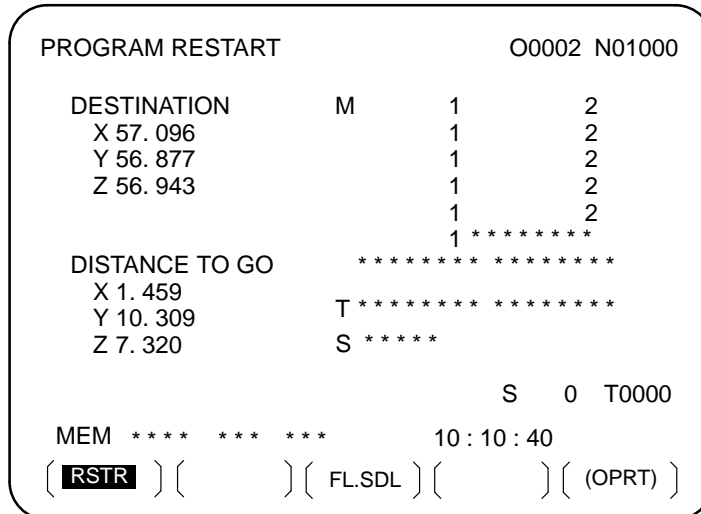 PROGRAM RESTART O0002 N01000
DESTINATION M 1 2
X 57. 096 1 2
Y 56. 877 1 2
Z 56. 943 1 2
1 2
1 * * * * * * * *
DISTANCE TO GO * * * * * * * * * * * * * * * *
X 1. 459
Y 10. 309 T * * * * * * * * * * * * * * * *
Z 7. 320 S * * * * *
S 0 T0000
MEM * * * * * * * * * * 10 : 10 : 40
( RSTR ) ( ) ( FL.SDL ) ( ) ( (OPRT) )